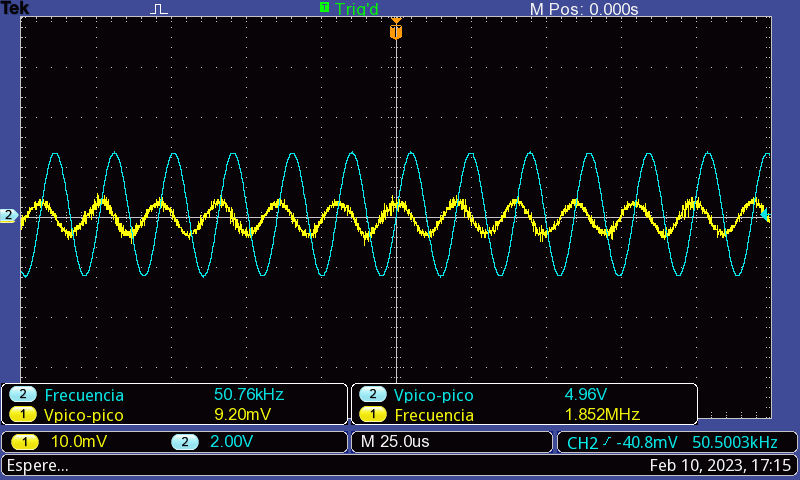 Tek T Trig'd M Pos: 0.000s
T
2
2 Frecuencia 50.76kHz 2 Vpico-pico 4.96V
1 Vpico-pico 9.20mV 1 Frecuencia 1.852MHz
1 10.0mV 2 2.00V M 25.0us CH2 -40.8mV 50.5003kHz
Espere... Feb 10, 2023, 17:15